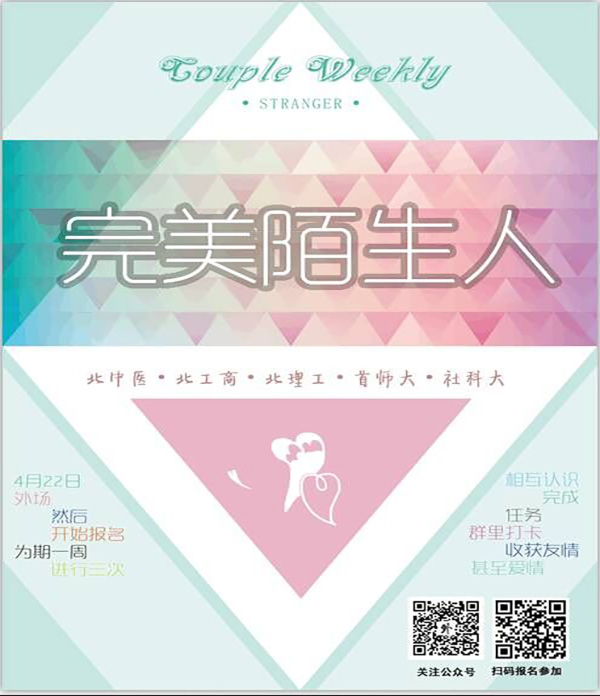 Couple Weekly
• STRANGER •
完美陌生人
北中医•北工商•北理工•首师大•社科大
4月22日
外场
然后
开始报名
为期一周
进行三次
相互认识
完成
任务
群里打卡
收获友情
甚至爱情
关注公众号
扫码报名参加